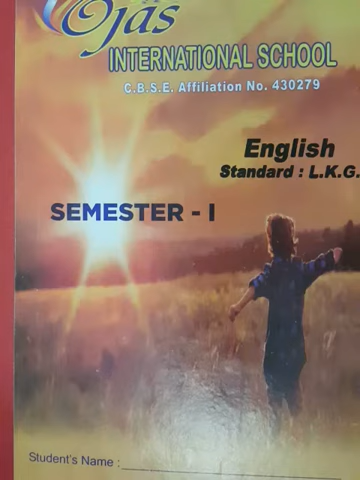 Ojas
INTERNATIONAL SCHOOL
C.B.S.E. Affiliation No. 430279
English
Standard : L.K.G.
SEMESTER - I
Student's Name :